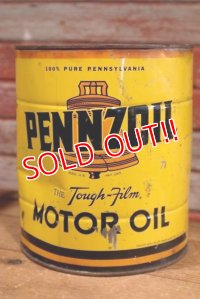 100% PURE PENNSYLVANIA
PENNZOIL
SOLD OUT!!!
THE Tough-Film
MOTOR OIL